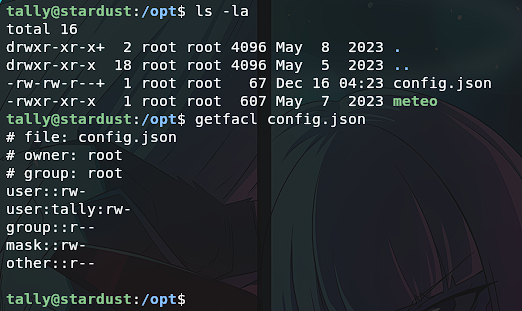 tally@stardust:/opt$ ls -la
total 16
drwxr-xr-x+  2 root root 4096 May  8  2023 .
drwxr-xr-x  18 root root 4096 May  5  2023 ..
-rw-rw-r--+  1 root root   67 Dec 16 04:23 config.json
-rwxr-xr-x   1 root root  607 May  7  2023 meteo
tally@stardust:/opt$ getfacl config.json
# file: config.json
# owner: root
# group: root
user::rw-
user:tally:rw-
group::r--
mask::rw-
other::r--
tally@stardust:/opt$